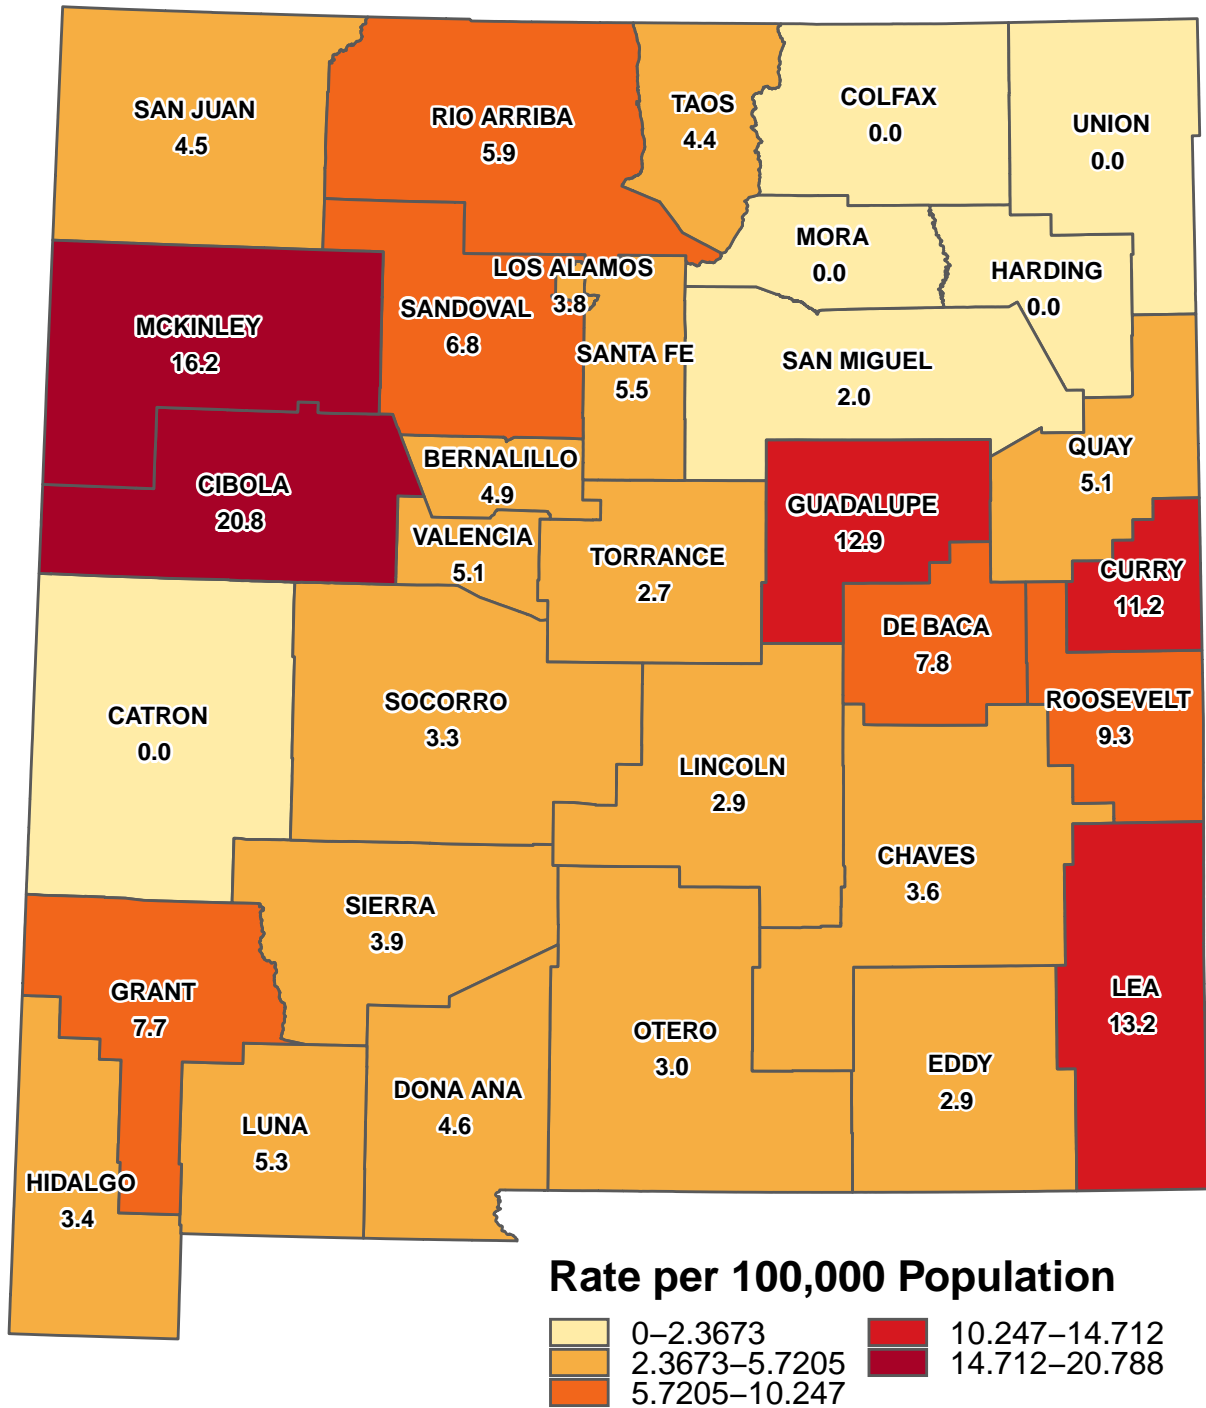 SAN JUAN
4.5
RIO ARRIBA
5.9
TAOS
4.4
COLFAX
0.0
UNION
0.0
MORA
0.0
HARDING
0.0
LOS ALAMOS
3.8
SANDOVAL
6.8
MCKINLEY
16.2
SANTA FE
5.5
SAN MIGUEL
2.0
QUAY
5.1
BERNALILLO
4.9
CIBOLA
20.8
GUADALUPE
12.9
VALENCIA
5.1
TORRANCE
2.7
CURRY
11.2
DE BACA
7.8
ROOSEVELT
9.3
CATRON
0.0
SOCORRO
3.3
LINCOLN
2.9
CHAVES
3.6
SIERRA
3.9
GRANT
7.7
LEA
13.2
OTERO
3.0
EDDY
2.9
DONA ANA
4.6
LUNA
5.3
HIDALGO
3.4
Rate per 100,000 Population
0–2.3673
2.3673–5.7205
5.7205–10.247
10.247–14.712
14.712–20.788